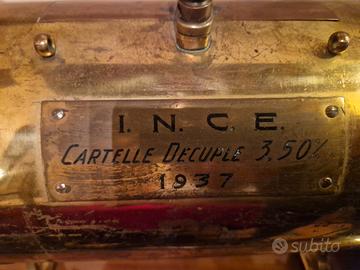 I. N. C. E.
CARTELLE DECUPLE 3,50%
1937
subito